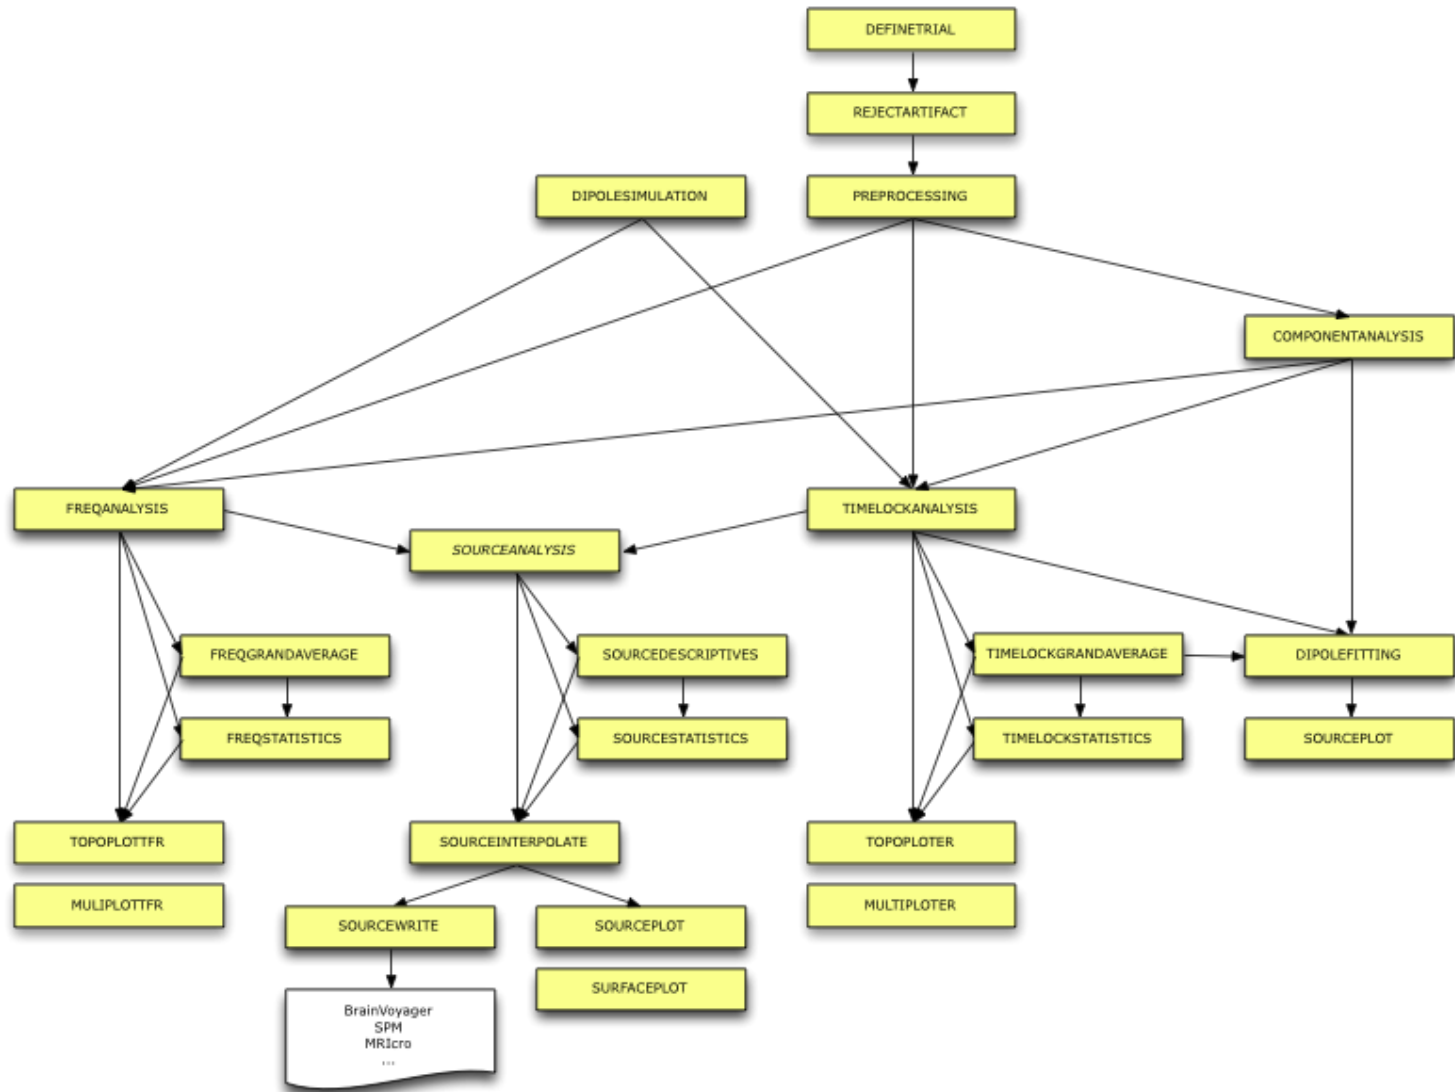 DEFINETRIAL
REJECTARTIFACT
DIPOLESIMULATION
PREPROCESSING
COMPONENTANALYSIS
FREQANALYSIS
TIMELOCKANALYSIS
SOURCEANALYSIS
FREQGRANDAVERAGE
SOURCEDESCRIPTIVES
TIMELOCKGRANDAVERAGE
DIPOLEFITTING
FREQSTATISTICS
SOURCESTATISTICS
TIMELOCKSTATISTICS
SOURCEPLOT
TOPOPLOTTFR
SOURCEINTERPOLATE
TOPOPLOTER
MULIPLOTTFR
MULTIPLOTER
SOURCEWRITE
SOURCEPLOT
SURFACEPLOT
BrainVoyager
SPM
MRIcro
...